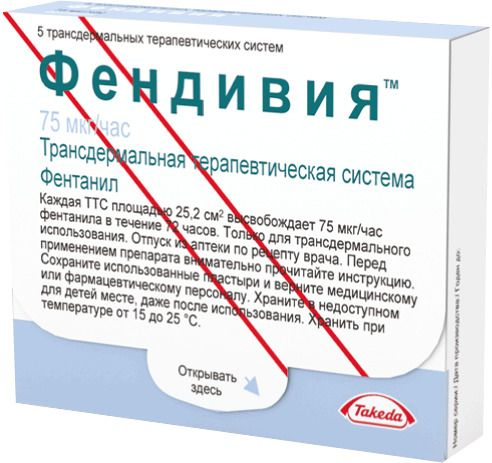 5 трансдермальных терапевтических систем
Фендивия™
75 мкг/час
Трансдермальная терапевтическая система
Фентанил
Каждая ТТС площадью 25,2 см² высвобождает 75 мкг/час
фентанила в течение 72 часов. Только для трансдермального
использования. Отпуск из аптеки по рецепту врача. Перед
применением препарата внимательно прочитайте инструкцию.
Сохраните использованные пластыри и верните медицинскому
или фармацевтическому персоналу. Храните в недоступном
для детей месте, даже после использования. Хранить при
температуре от 15 до 25 °С.
Открывать
здесь
Takeda
Номер серии / Дата производства / Годен до: